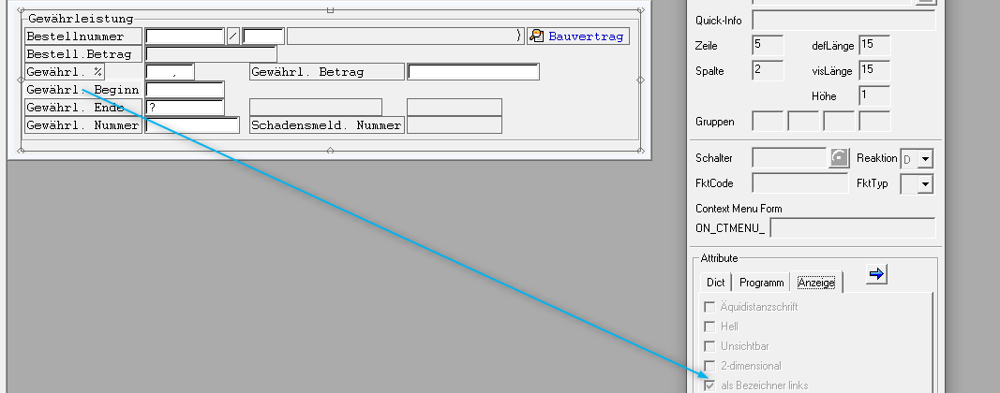 Gewährleistung
Bestellnummer / ) Bauvertrag
Bestell.Betrag
Gewährl. % , Gewährl. Betrag
Gewährl. Beginn
Gewährl. Ende ?
Gewährl. Nummer Schadensmeld. Nummer
Quick-Info
Zeile 5 defLänge 15
Spalte 2 visLänge 15
Höhe 1
Gruppen
Schalter Reaktion D
FktCode FktTyp
Context Menu Form
ON_CTMENU_
Attribute
Dict Programm Anzeige
Äquidistanzschrift
Hell
Unsichtbar
2-dimensional
als Bezeichner links